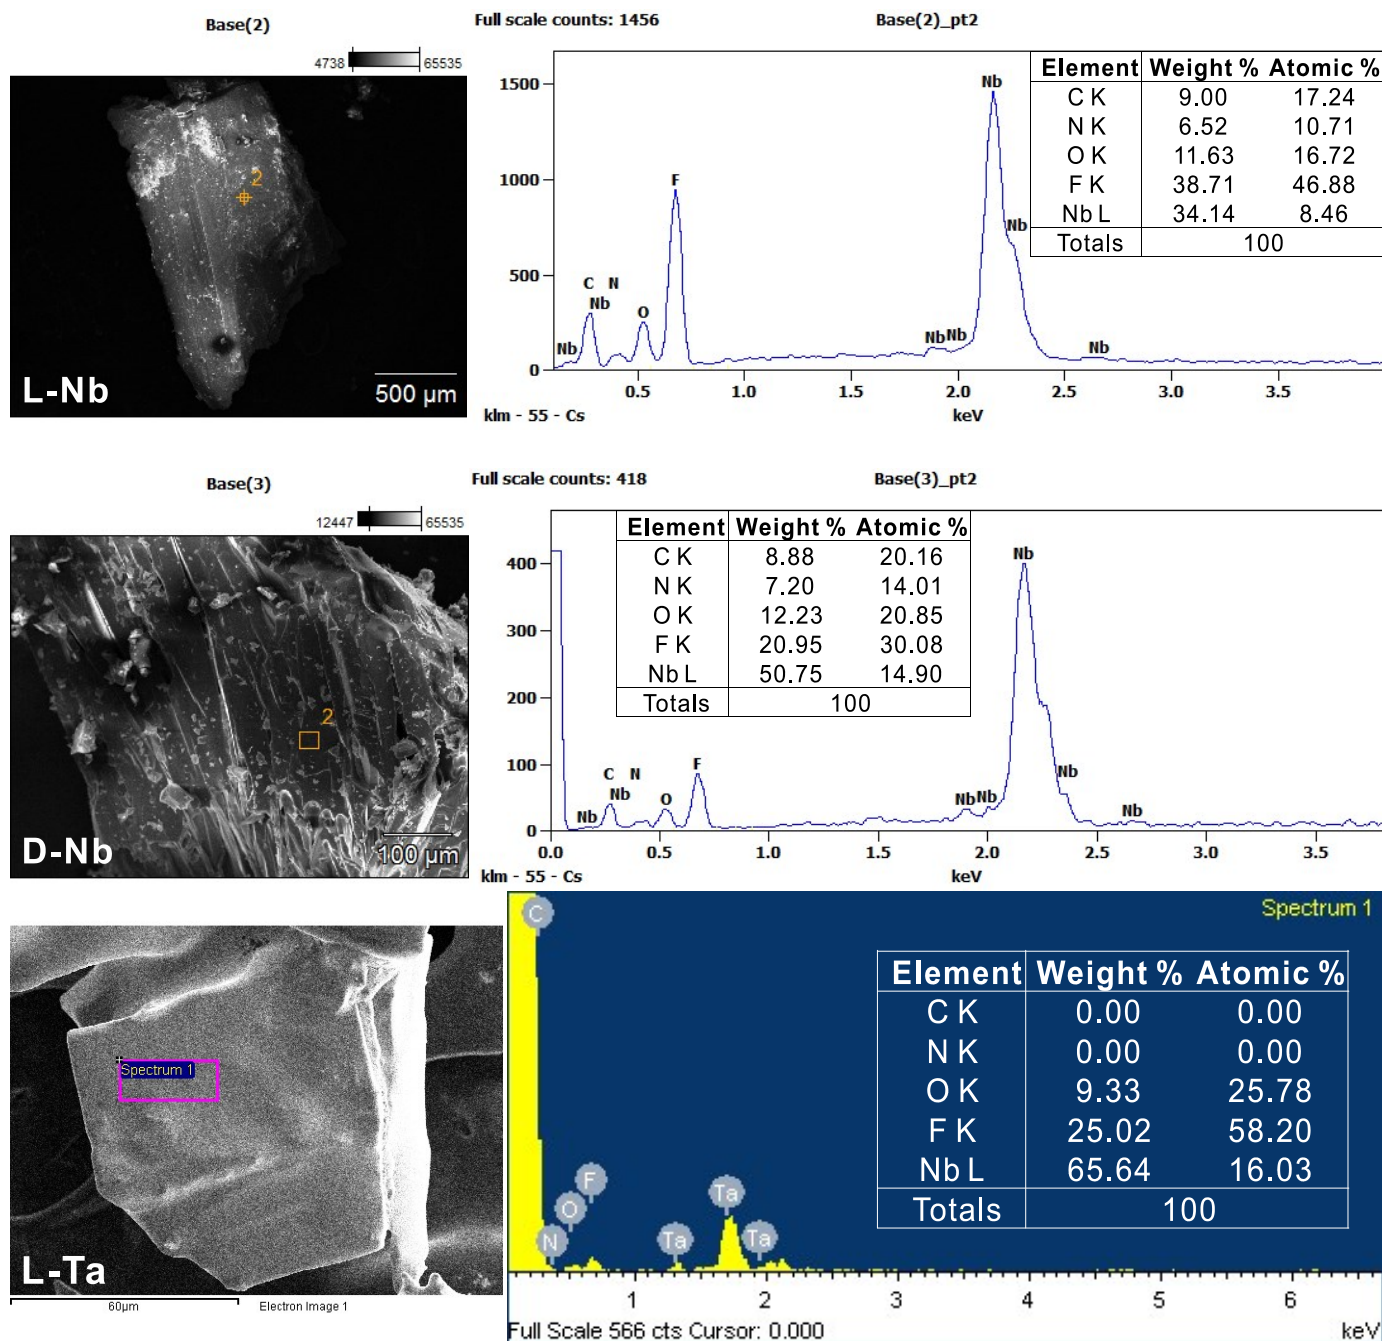 Base(2)
4738 65535
2
L-Nb
500 µm
Full scale counts: 1456
Base(2)_pt2
1500
1000
500
0
Nb
C
Nb
N
O
F
Nb
Nb
Nb
Nb
Nb
0.5 1.0 1.5 2.0 2.5 3.0 3.5
klm - 55 - Cs
keV
Element Weight % Atomic %
C K 9.00 17.24
N K 6.52 10.71
O K 11.63 16.72
F K 38.71 46.88
Nb L 34.14 8.46
Totals 100
Base(3)
12447 65535
2
D-Nb
100 µm
Full scale counts: 418
Base(3)_pt2
400
300
200
100
0
Nb
C
Nb
N
O
F
Nb
Nb
Nb
Nb
Nb
0.0 0.5 1.0 1.5 2.0 2.5 3.0 3.5
klm - 55 - Cs
keV
Element Weight % Atomic %
C K 8.88 20.16
N K 7.20 14.01
O K 12.23 20.85
F K 20.95 30.08
Nb L 50.75 14.90
Totals 100
Spectrum 1
L-Ta
60µm
Electron Image 1
Spectrum 1
C
N
O
F
Ta
Ta
Ta
1 2 3 4 5 6
Full Scale 566 cts Cursor: 0.000
keV
Element Weight % Atomic %
C K 0.00 0.00
N K 0.00 0.00
O K 9.33 25.78
F K 25.02 58.20
Nb L 65.64 16.03
Totals 100